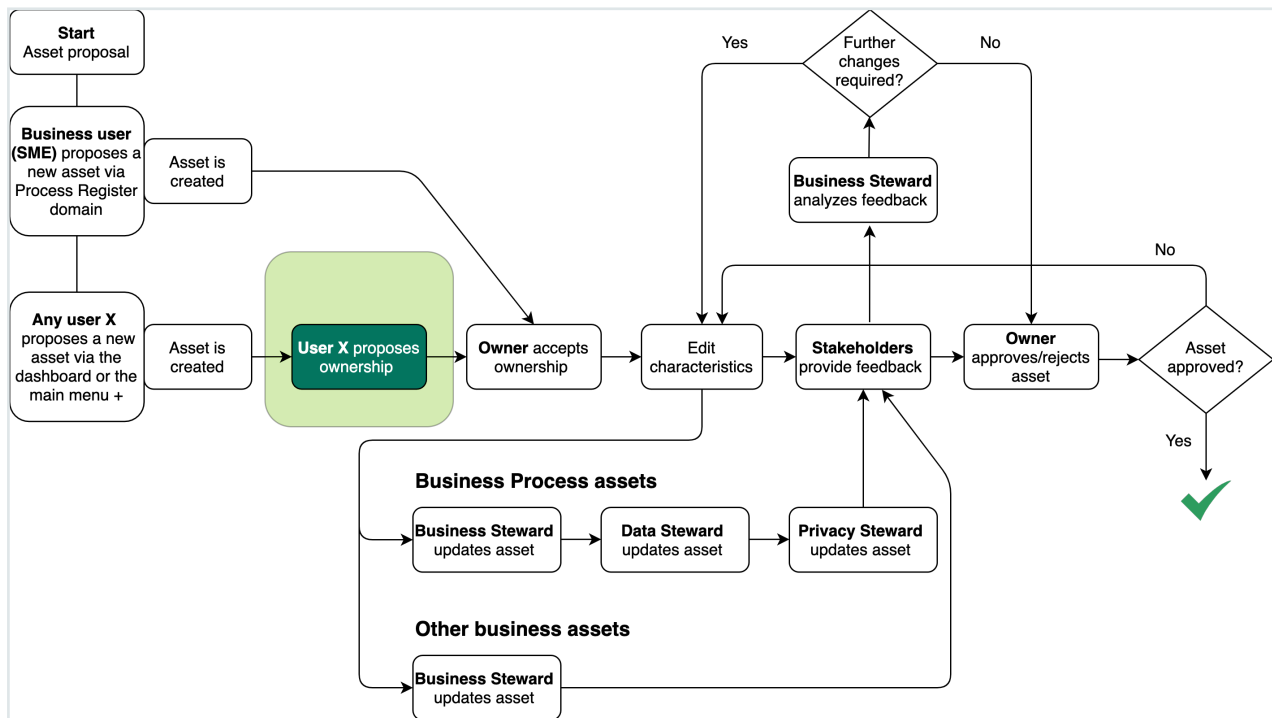 Start
Asset proposal
Business user
(SME) proposes a
new asset via
Process Register
domain
Asset is
created
Any user X
proposes a new
asset via the
dashboard or the
main menu +
Asset is
created
User X proposes
ownership
Owner accepts
ownership
Edit
characteristics
Stakeholders
provide feedback
Business Steward
analyzes feedback
Further
changes
required?
Yes
No
Owner
approves/rejects
asset
Asset
approved?
No
Yes
Business Process assets
Business Steward
updates asset
Data Steward
updates asset
Privacy Steward
updates asset
Other business assets
Business Steward
updates asset